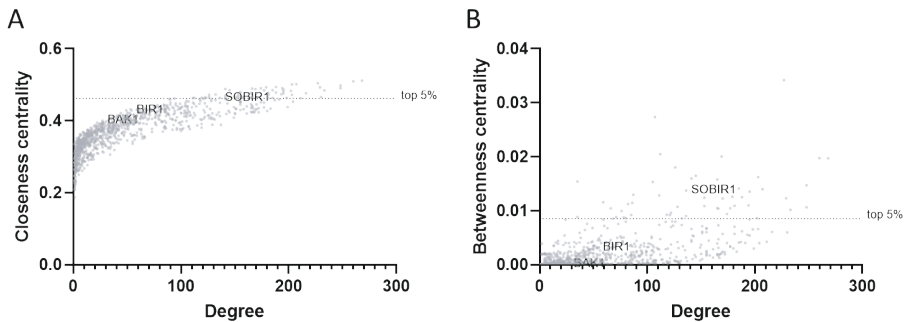 A
Closeness centrality
0.6
0.4
0.2
0.0
SOBIR1
BIR1
BAK1
top 5%
0 100 200 300
Degree
B
Betweenness centrality
0.04
0.03
0.02
0.01
0.00
SOBIR1
BIR1
BAK1
top 5%
0 100 200 300
Degree